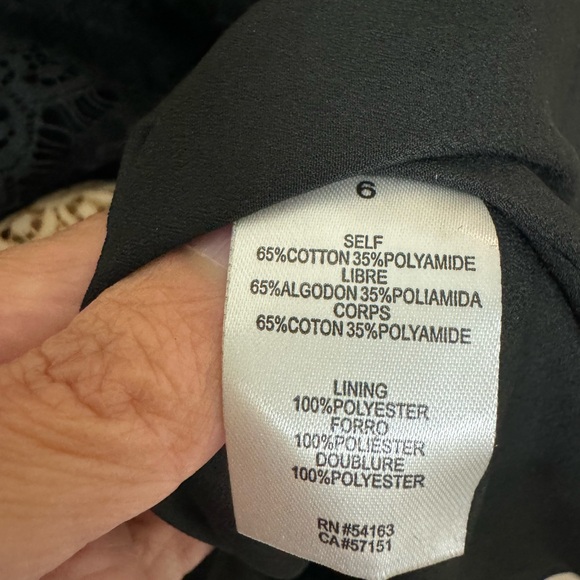 6
SELF
65%COTTON 35%POLYAMIDE
LIBRE
65%ALGODON 35%POLIAMIDA
CORPS
65%COTON 35%POLYAMIDE
LINING
100%POLYESTER
FORRO
100%POLIÉSTER
DOUBLURE
100%POLYESTER
RN #54163
CA#57151